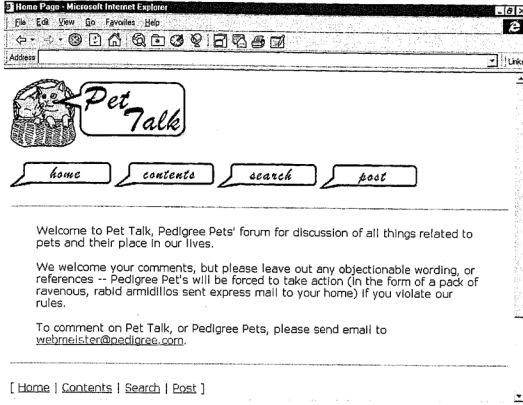 Home Page - Microsoft Internet Explorer
File Edit View Go Favorites Help
Address
Links
Pet
Talk
home contents search post
Welcome to Pet Talk, Pedigree Pets' forum for discussion of all things related to
pets and their place in our lives.
We welcome your comments, but please leave out any objectionable wording, or
references -- Pedigree Pet's will be forced to take action (in the form of a pack of
ravenous, rabid armidillos sent express mail to your home) if you violate our
rules.
To comment on Pet Talk, or Pedigree Pets, please send email to
webmeister@pedigree.com.
[ Home | Contents | Search | Post ]